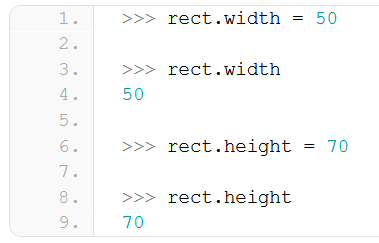 1. >>> rect.width = 50
2.
3. >>> rect.width
4. 50
5.
6. >>> rect.height = 70
7.
8. >>> rect.height
9. 70